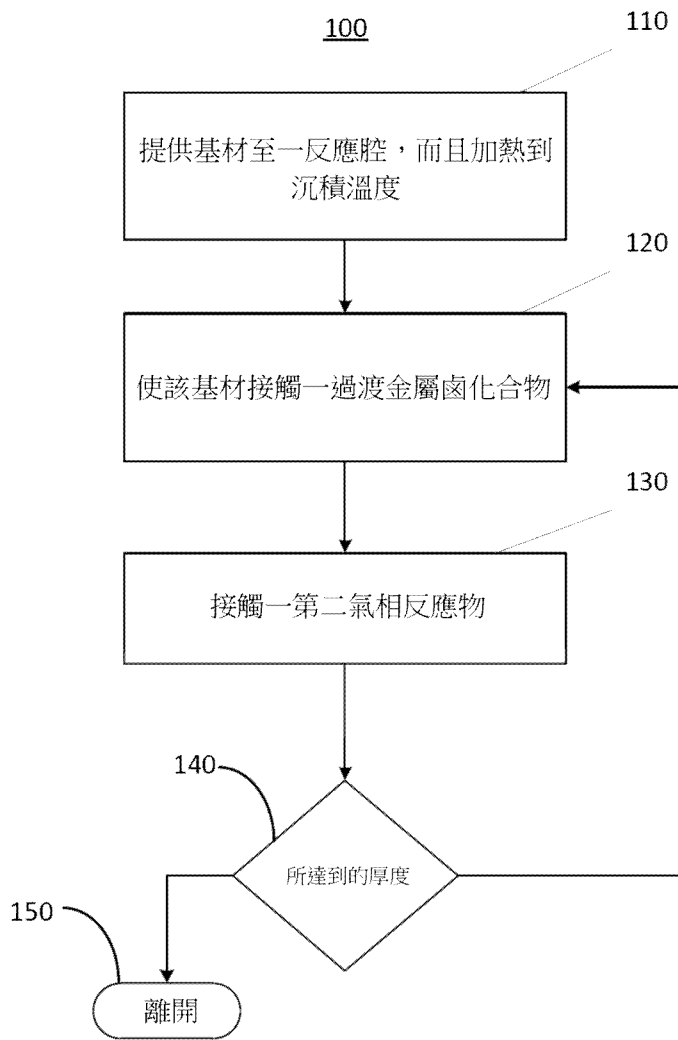 100
110
提供基材至一反應腔，而且加熱到
沉積溫度
120
使該基材接觸一過渡金屬鹵化合物
130
接觸一第二氣相反應物
140
所達到的厚度
150
離開